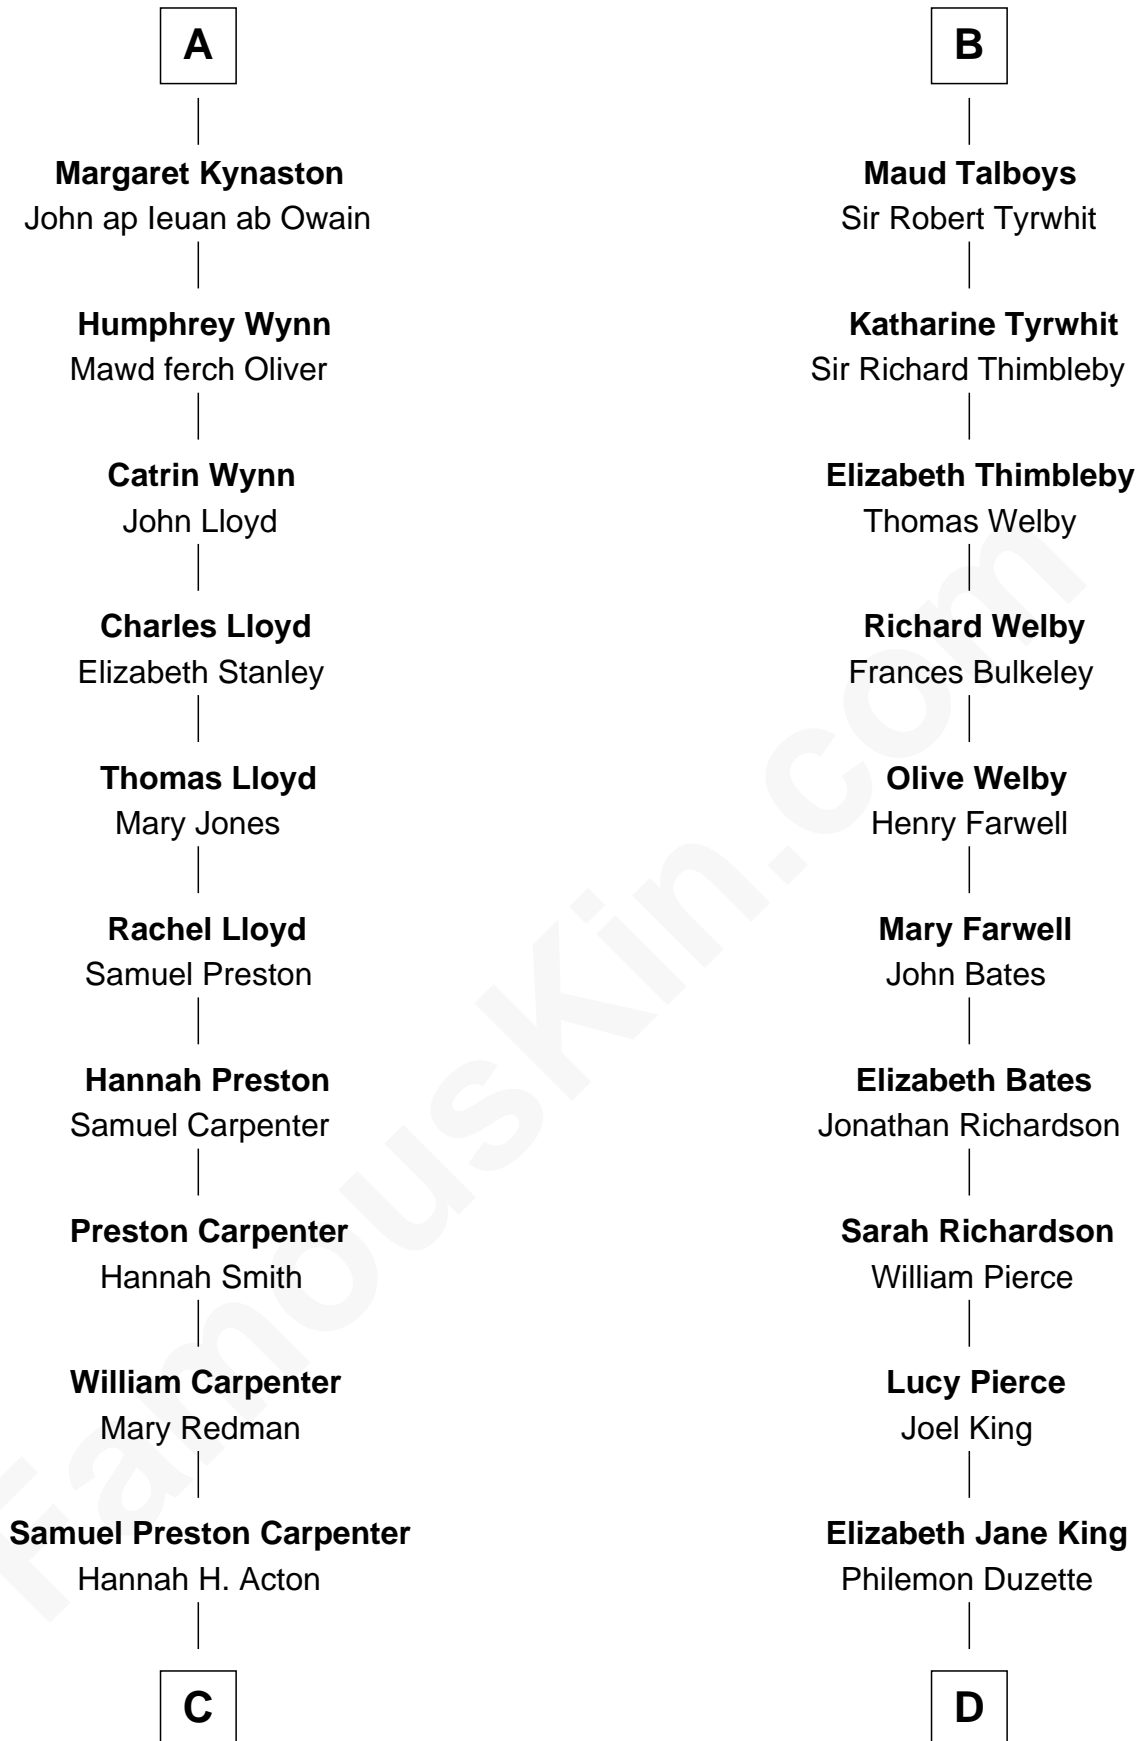 A
Margaret Kynaston
John ap Ieuan ab Owain
Humphrey Wynn
Mawd ferch Oliver
Catrin Wynn
John Lloyd
Charles Lloyd
Elizabeth Stanley
Thomas Lloyd
Mary Jones
Rachel Lloyd
Samuel Preston
Hannah Preston
Samuel Carpenter
Preston Carpenter
Hannah Smith
William Carpenter
Mary Redman
Samuel Preston Carpenter
Hannah H. Acton
C
B
Maud Talboys
Sir Robert Tyrwhit
Katharine Tyrwhit
Sir Richard Thimbleby
Elizabeth Thimbleby
Thomas Welby
Richard Welby
Frances Bulkeley
Olive Welby
Henry Farwell
Mary Farwell
John Bates
Elizabeth Bates
Jonathan Richardson
Sarah Richardson
William Pierce
Lucy Pierce
Joel King
Elizabeth Jane King
Philemon Duzette
D
FamousKin.com